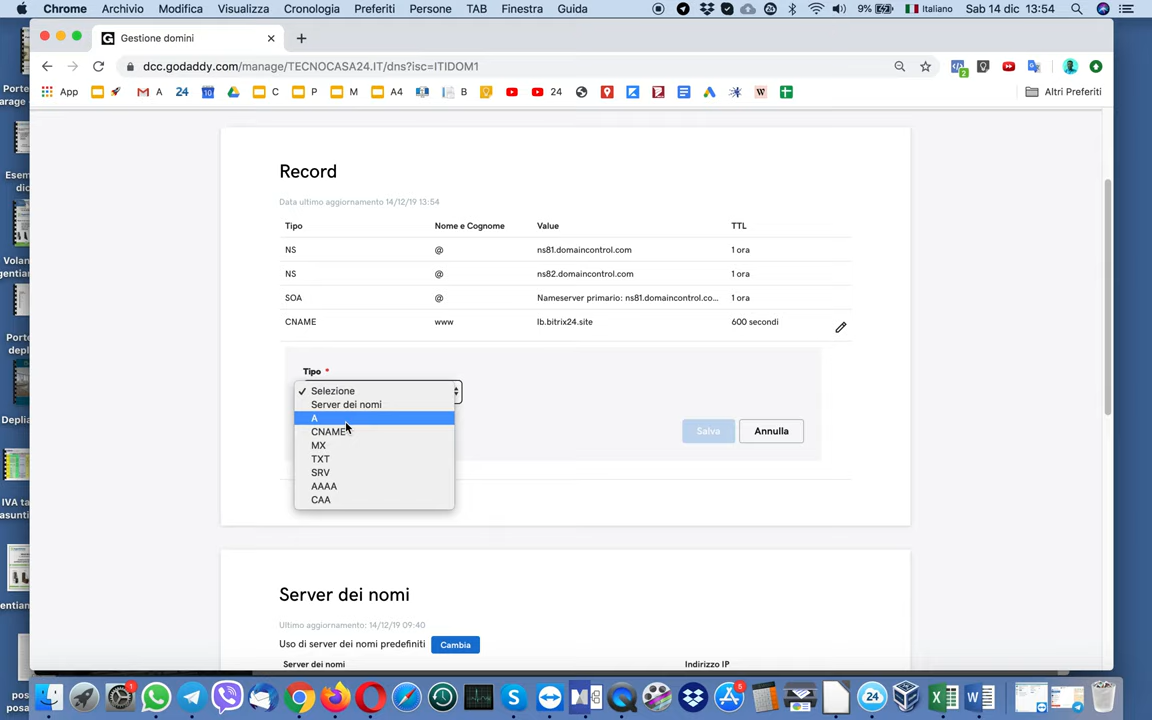 Chrome Archivio Modifica Visualizza Cronologia Preferiti Persone TAB Finestra Guida 9% Italiano Sab 14 dic 13:54
Gestione domini
dcc.godaddy.com/manage/TECNOCASA24.IT/dns?isc=ITIDOM1
App M A 24 C P M A4 B 24 Altri Preferiti
Record
Data ultimo aggiornamento 14/12/19 13:54
Tipo Nome e Cognome Value TTL
NS @ ns81.domaincontrol.com 1 ora
NS @ ns82.domaincontrol.com 1 ora
SOA @ Nameserver primario: ns81.domaincontrol.co... 1 ora
CNAME www lb.bitrix24.site 600 secondi
Tipo *
✓ Selezione
Server dei nomi
A
CNAME
MX
TXT
SRV
AAAA
CAA
Salva Annulla
Server dei nomi
Ultimo aggiornamento: 14/12/19 09:40
Uso di server dei nomi predefiniti Cambia
Server dei nomi Indirizzo IP
Porte
arage
Esem
dic
Volan
gentian
Porte
depl
Deplia
IVA ta
asunti
entian
pos
posa